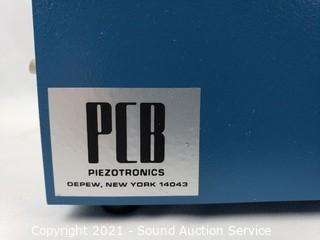 PCB
PIEZOTRONICS
DEPEW, NEW YORK 14043
Copyright © 2021 - Sound Auction Service